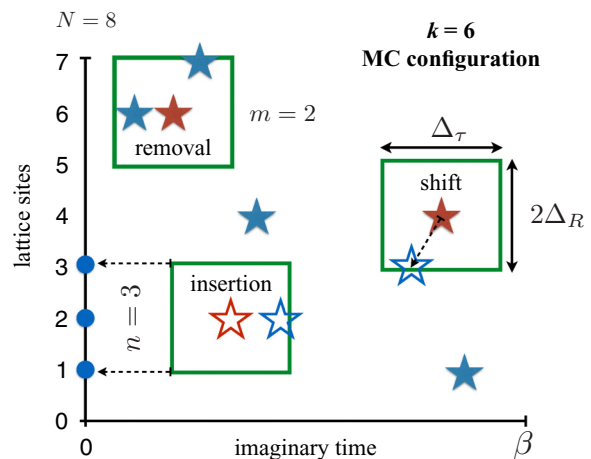 N = 8
k = 6
MC configuration
7
6
5
4
3
2
1
0
lattice sites
removal
m = 2
Δτ
shift
2ΔR
insertion
n = 3
0
imaginary time
β